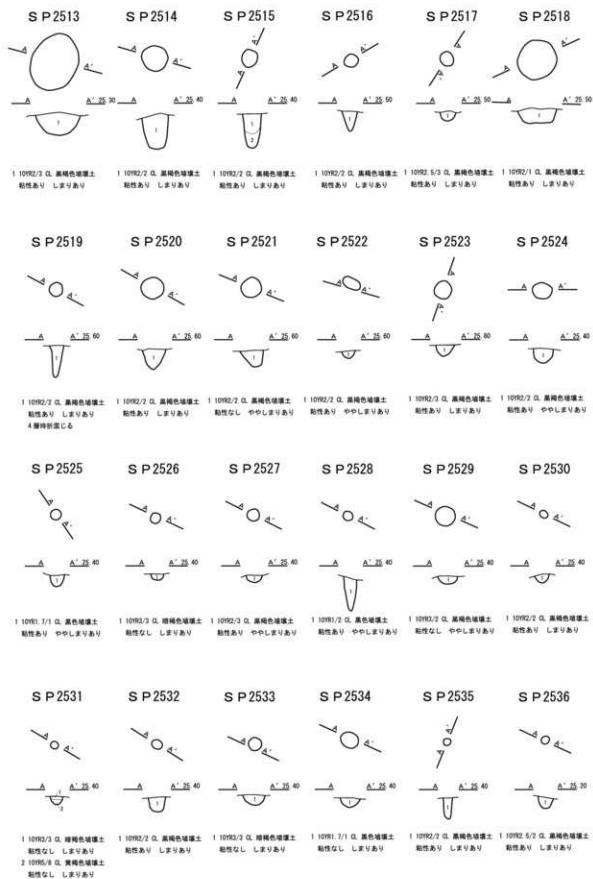 SP2513 SP2514 SP2515 SP2516 SP2517 SP2518
A A' 25.30 A A' 25.40 A A' 25.40 A A' 25.50 A A' 25.50 A A' 25.50
1 10YR2/3 CL 黒褐色埴壌土 1 10YR2/2 CL 黒褐色埴壌土 1 10YR2/2 CL 黒褐色埴壌土 1 10YR2/2 CL 黒褐色埴壌土 1 10YR2.5/3 CL 黒褐色埴壌土 1 10YR2/1 CL 黒褐色埴壌土
粘性あり しまりあり 粘性あり しまりあり 粘性あり しまりあり 粘性あり しまりあり 粘性あり しまりあり 粘性あり しまりあり
SP2519 SP2520 SP2521 SP2522 SP2523 SP2524
A A' 25.60 A A' 25.60 A A' 25.60 A A' 25.60 A A' 25.80 A A' 25.40
1 10YR2/2 CL 黒褐色埴壌土 1 10YR2/2 CL 黒褐色埴壌土 1 10YR2/2 CL 黒褐色埴壌土 1 10YR2/2 CL 黒褐色埴壌土 1 10YR2/3 CL 黒褐色埴壌土 1 10YR2/2 CL 黒褐色埴壌土
粘性あり しまりあり 粘性あり しまりあり 粘性なし ややしまりあり 粘性あり ややしまりあり 粘性あり しまりあり 粘性あり ややしまりあり
4層時折混じる
SP2525 SP2526 SP2527 SP2528 SP2529 SP2530
A A' 25.40 A A' 25.40 A A' 25.40 A A' 25.40 A A' 25.40 A A' 25.40
1 10YR1.7/1 CL 黒褐色埴壌土 1 10YR3/3 CL 暗褐色埴壌土 1 10YR2/3 CL 黒褐色埴壌土 1 10YR1/2 CL 黒色埴壌土 1 10YR3/2 CL 黒褐色埴壌土 1 10YR2/2 CL 黒褐色埴壌土
粘性あり ややしまりあり 粘性なし しまりあり 粘性あり ややしまりあり 粘性あり ややしまりあり 粘性なし ややしまりあり 粘性あり しまりあり
SP2531 SP2532 SP2533 SP2534 SP2535 SP2536
A A' 25.40 A A' 25.40 A A' 25.40 A A' 25.40 A A' 25.40 A A' 25.20
1 10YR3/3 CL 暗褐色埴壌土 1 10YR2/2 CL 黒褐色埴壌土 1 10YR3/3 CL 暗褐色埴壌土 1 10YR1.7/1 CL 黒色埴壌土 1 10YR2/2 CL 黒褐色埴壌土 1 10YR2.5/2 CL 黒褐色埴壌土
粘性なし しまりあり 粘性なし しまりあり 粘性なし しまりあり 粘性なし しまりあり 粘性あり しまりあり 粘性あり しまりあり
2 10YR5/8 CL 黄褐色埴壌土
粘性なし しまりあり